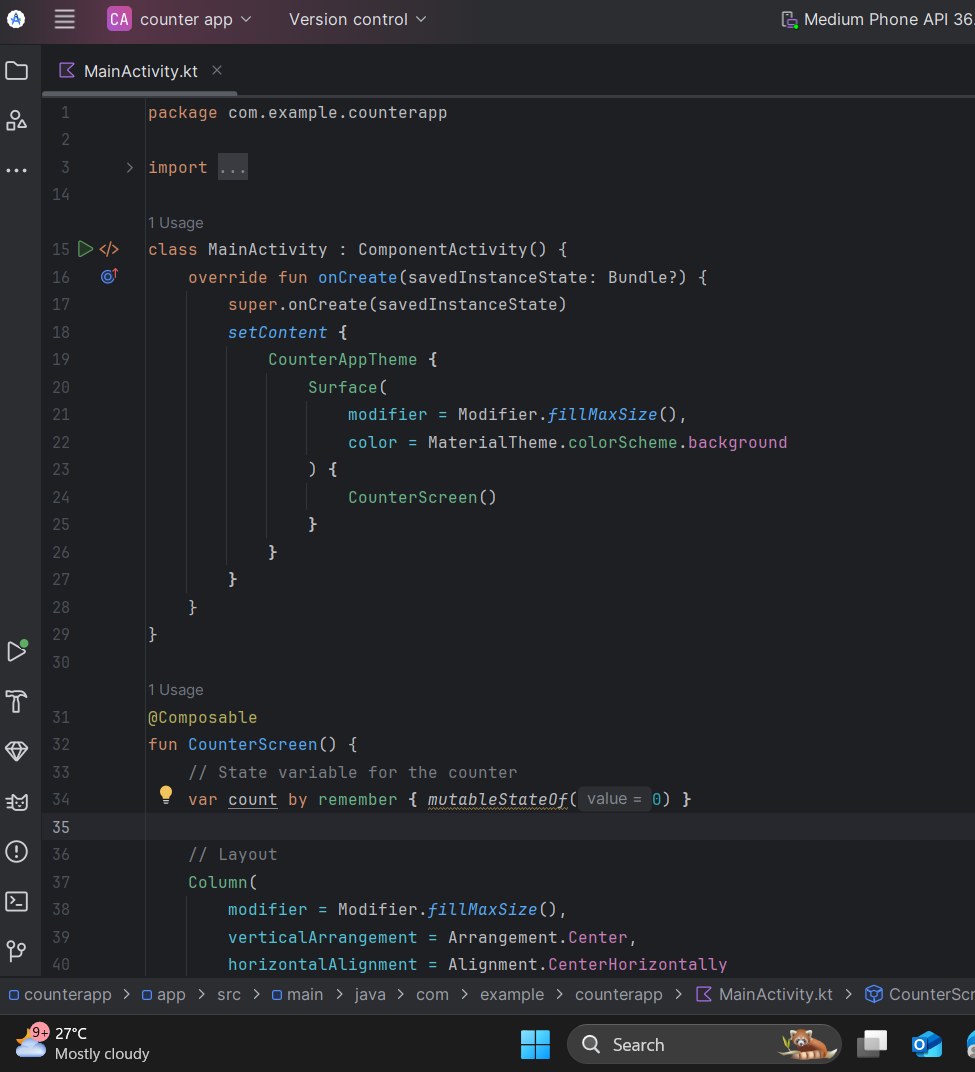 CA counter app Version control Medium Phone API 36.
MainActivity.kt
1 package com.example.counterapp
2
3 import ...
14
1 Usage
15 class MainActivity : ComponentActivity() {
16 override fun onCreate(savedInstanceState: Bundle?) {
17 super.onCreate(savedInstanceState)
18 setContent {
19 CounterAppTheme {
20 Surface(
21 modifier = Modifier.fillMaxSize(),
22 color = MaterialTheme.colorScheme.background
23 ) {
24 CounterScreen()
25 }
26 }
27 }
28 }
29 }
30
1 Usage
31 @Composable
32 fun CounterScreen() {
33 // State variable for the counter
34 var count by remember { mutableStateOf( value = 0) }
35
36 // Layout
37 Column(
38 modifier = Modifier.fillMaxSize(),
39 verticalArrangement = Arrangement.Center,
40 horizontalAlignment = Alignment.CenterHorizontally
counterapp > app > src > main > java > com > example > counterapp > MainActivity.kt > CounterScr
9+ 27°C
Mostly cloudy
Search